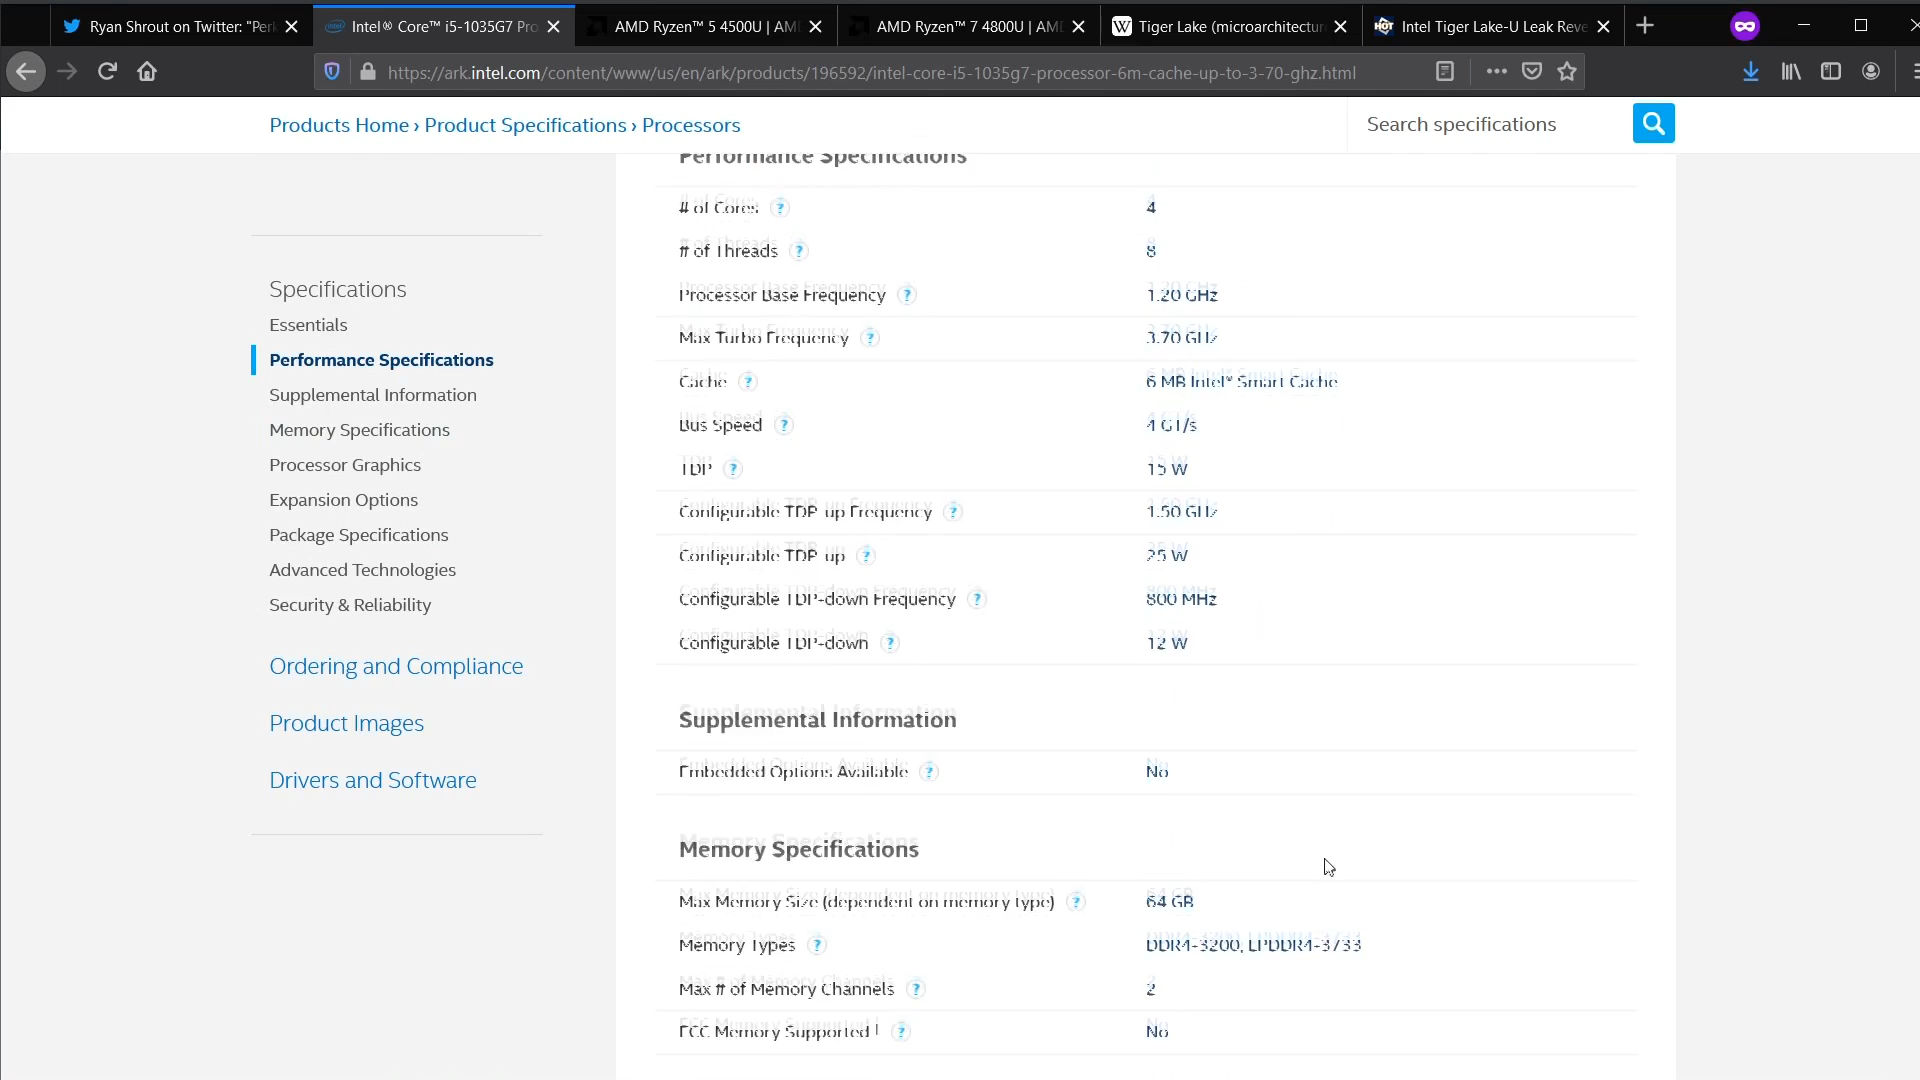 Ryan Shrout on Twitter: "Perf
Intel® Core™ i5-1035G7 Pro
AMD Ryzen™ 5 4500U | AM
AMD Ryzen™ 7 4800U | AM
W Tiger Lake (microarchitecture
HOT Intel Tiger Lake-U Leak Reve
https://ark.intel.com/content/www/us/en/ark/products/196592/intel-core-i5-1035g7-processor-6m-cache-up-to-3-70-ghz.html
Products Home › Product Specifications › Processors
Search specifications
Specifications
Essentials
Performance Specifications
Supplemental Information
Memory Specifications
Processor Graphics
Expansion Options
Package Specifications
Advanced Technologies
Security & Reliability
Ordering and Compliance
Product Images
Drivers and Software
Performance Specifications
# of Cores ? 4
# of Threads ? 8
Processor Base Frequency ? 1.20 GHz
Max Turbo Frequency ? 3.70 GHz
Cache ? 6 MB Intel® Smart Cache
Bus Speed ? 4 GT/s
TDP ? 15 W
Configurable TDP-up Frequency ? 1.50 GHz
Configurable TDP-up ? 25 W
Configurable TDP-down Frequency ? 800 MHz
Configurable TDP-down ? 12 W
Supplemental Information
Embedded Options Available ? No
Memory Specifications
Max Memory Size (dependent on memory type) ? 64 GB
Memory Types ? DDR4-3200, LPDDR4-3733
Max # of Memory Channels ? 2
ECC Memory Supported ? No